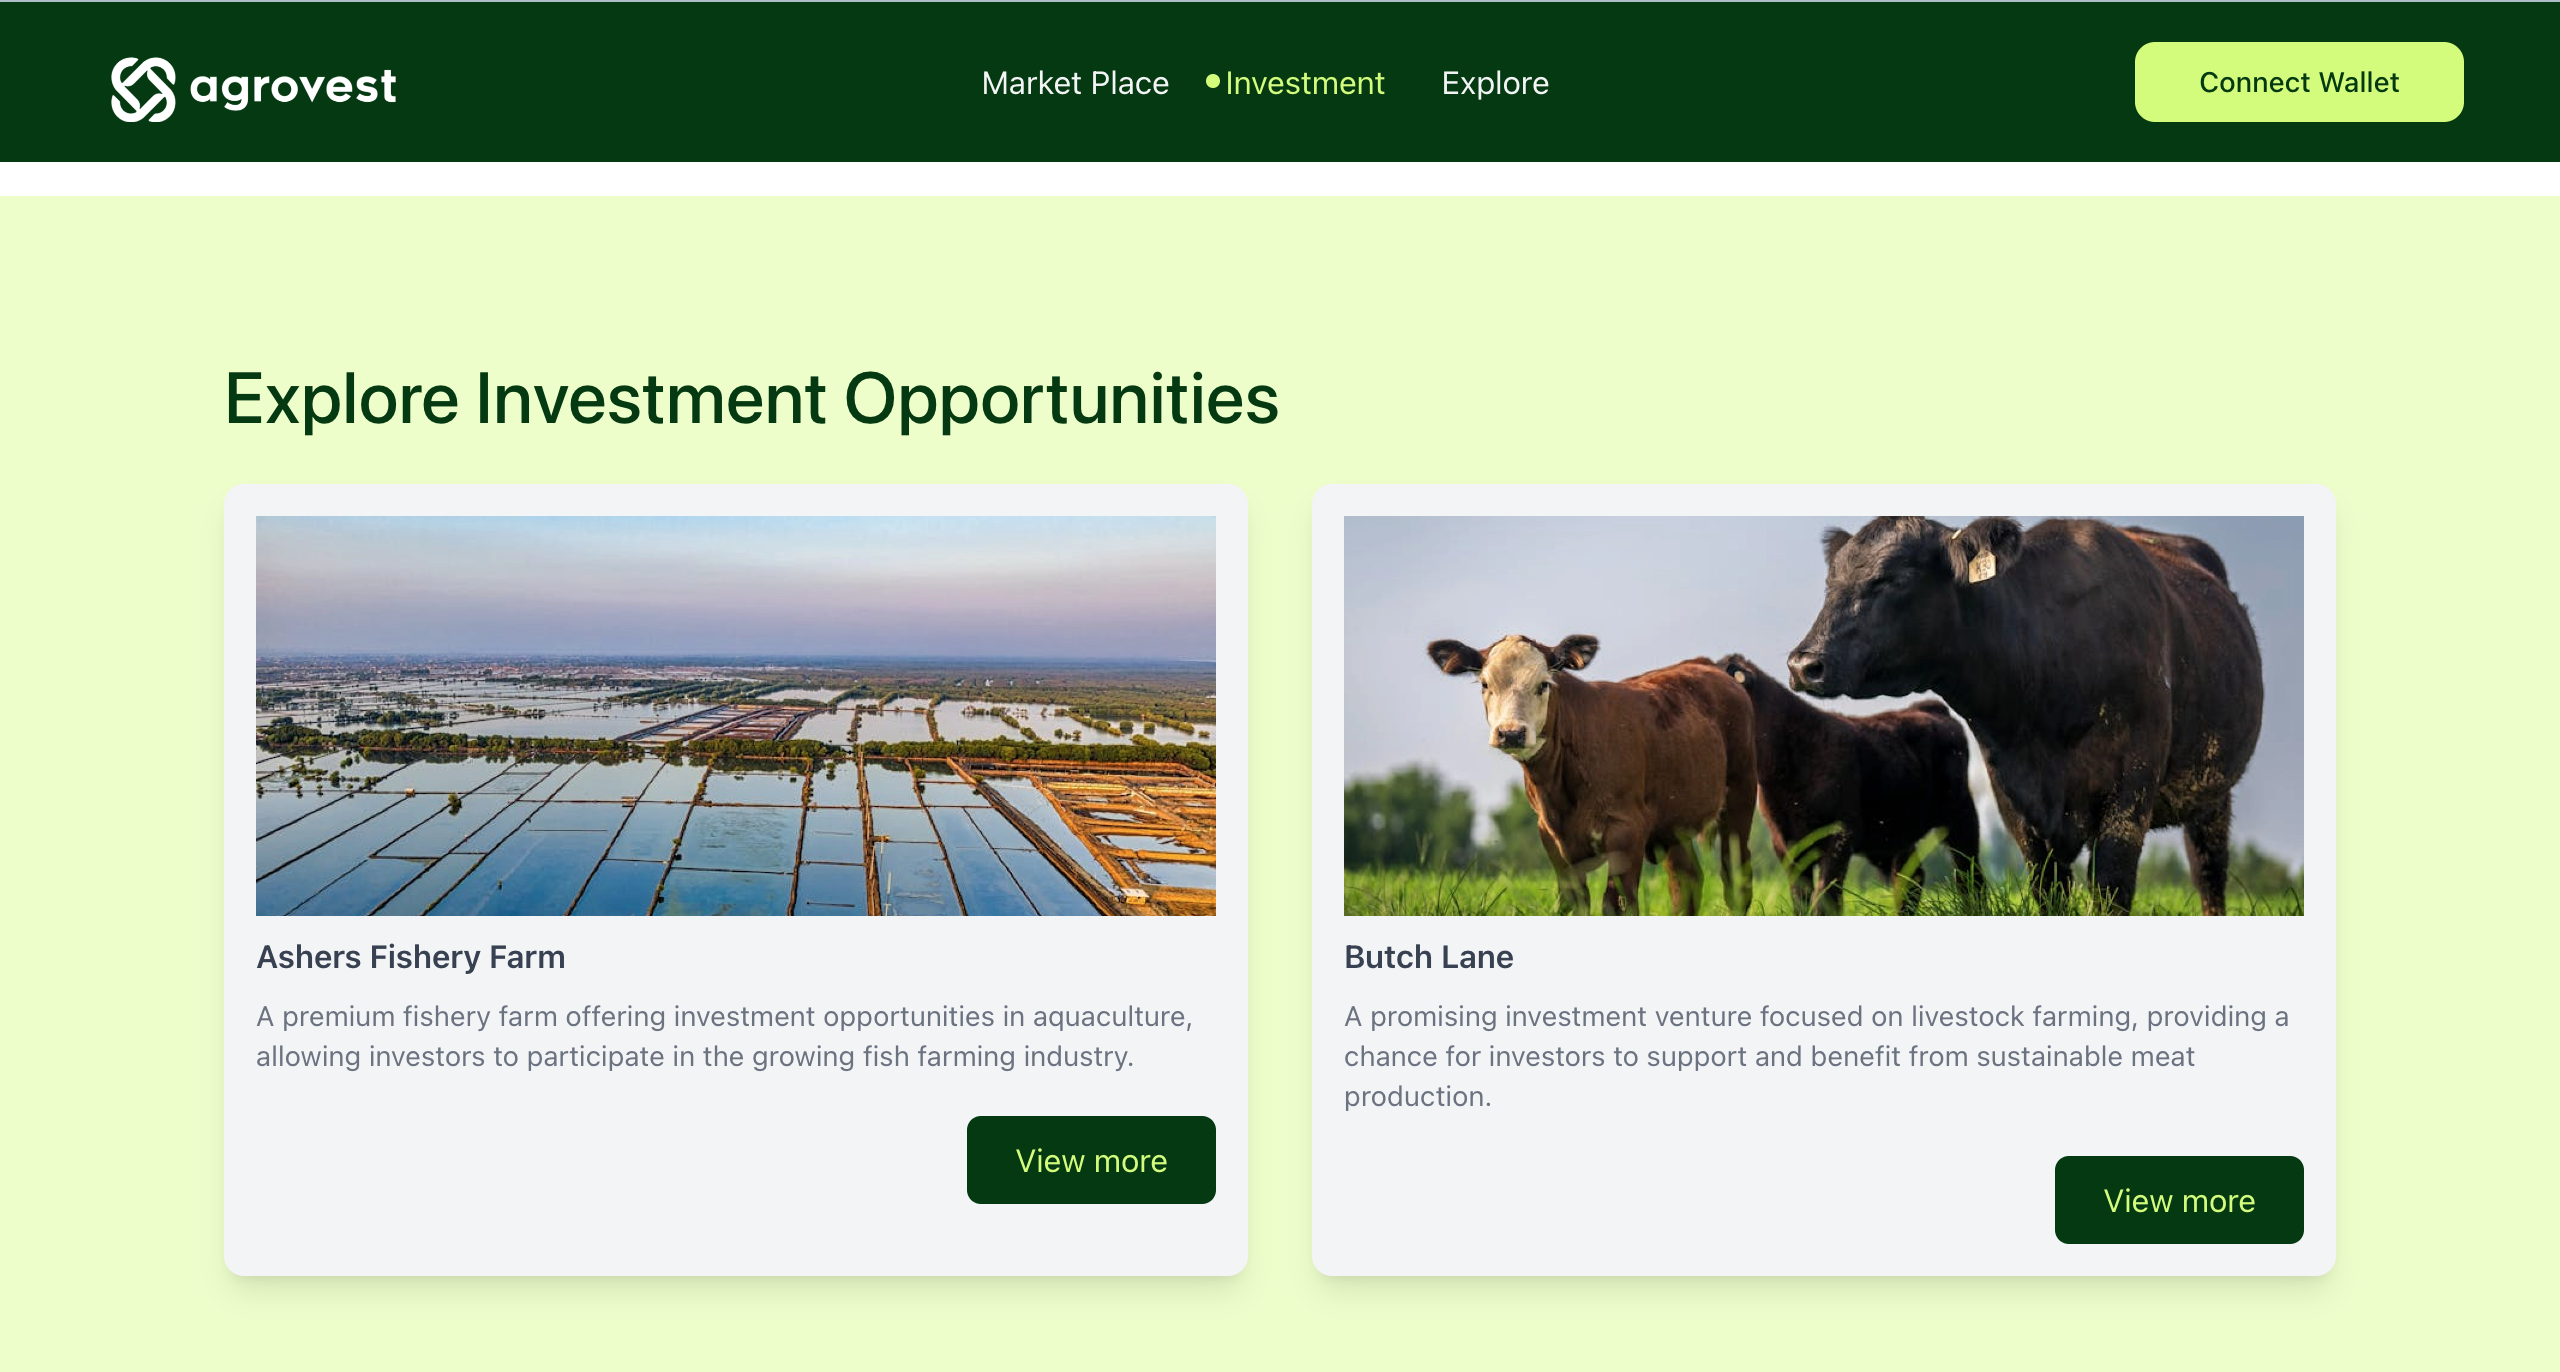 agrovest
Market Place
Investment
Explore
Connect Wallet
Explore Investment Opportunities
Ashers Fishery Farm
A premium fishery farm offering investment opportunities in aquaculture,
allowing investors to participate in the growing fish farming industry.
View more
Butch Lane
A promising investment venture focused on livestock farming, providing a
chance for investors to support and benefit from sustainable meat
production.
View more